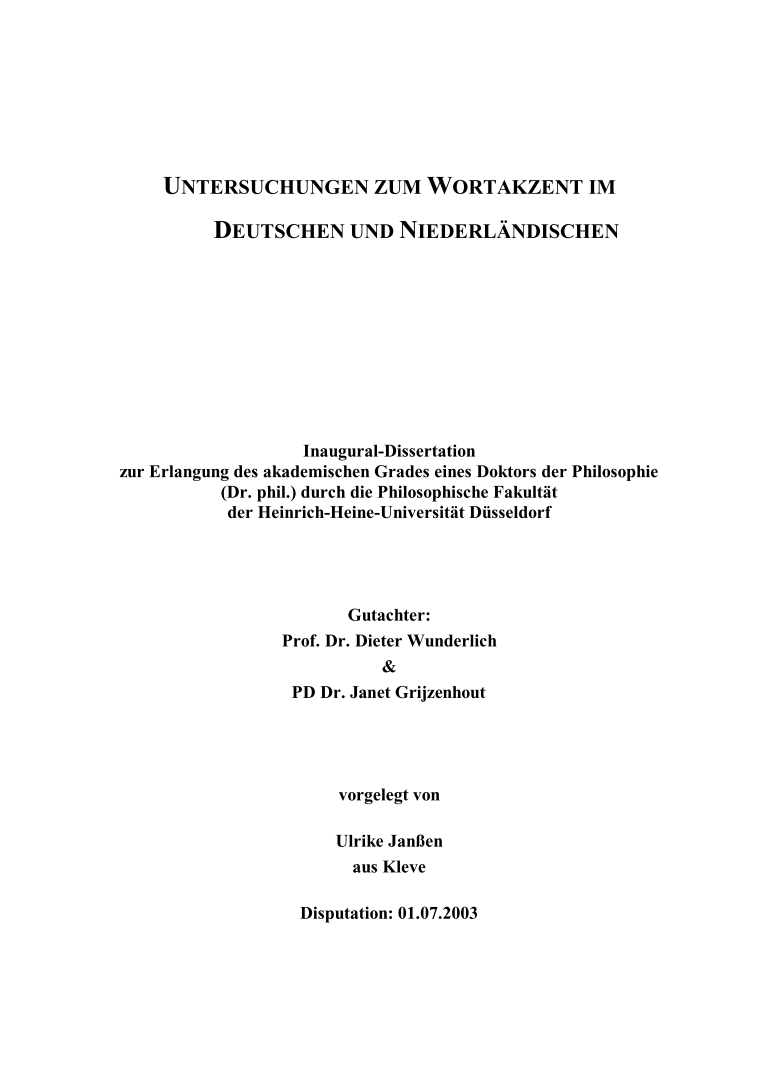 UNTERSUCHUNGEN ZUM WORTAKZENT IM
DEUTSCHEN UND NIEDERLÄNDISCHEN
Inaugural-Dissertation
zur Erlangung des akademischen Grades eines Doktors der Philosophie
(Dr. phil.) durch die Philosophische Fakultät
der Heinrich-Heine-Universität Düsseldorf
Gutachter:
Prof. Dr. Dieter Wunderlich
&
PD Dr. Janet Grijzenhout
vorgelegt von
Ulrike Janßen
aus Kleve
Disputation: 01.07.2003